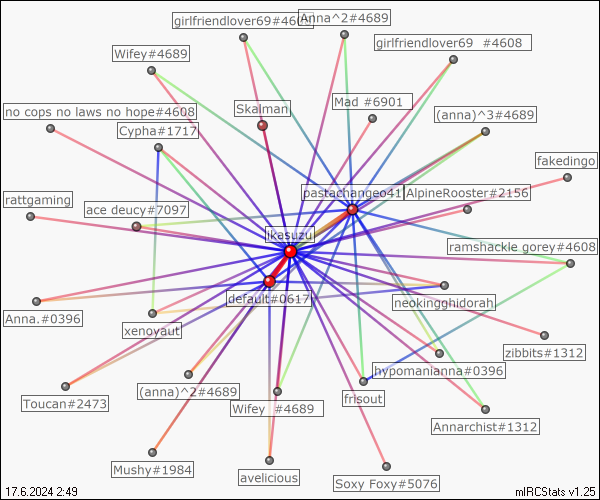 girlfriendlover69#4608
Anna^2#4689
girlfriendlover69 #4608
Wifey#4689
no cops no laws no hope#4608
Skalman
Mad #6901
(anna)^3#4689
Cypha#1717
fakedingo
rattgaming
ace deucy#7097
pastachangeo41
AlpineRooster#2156
likasuzu
ramshackle gorey#4608
default#0617
neokingghidorah
Anna.#0396
xenoyaut
zibbits#1312
hypomanianna#0396
Toucan#2473
(anna)^2#4689
Wifey #4689
frisout
Annarchist#1312
Mushy#1984
avelicious
Soxy Foxy#5076
17.6.2024 2:49
mIRCStats v1.25